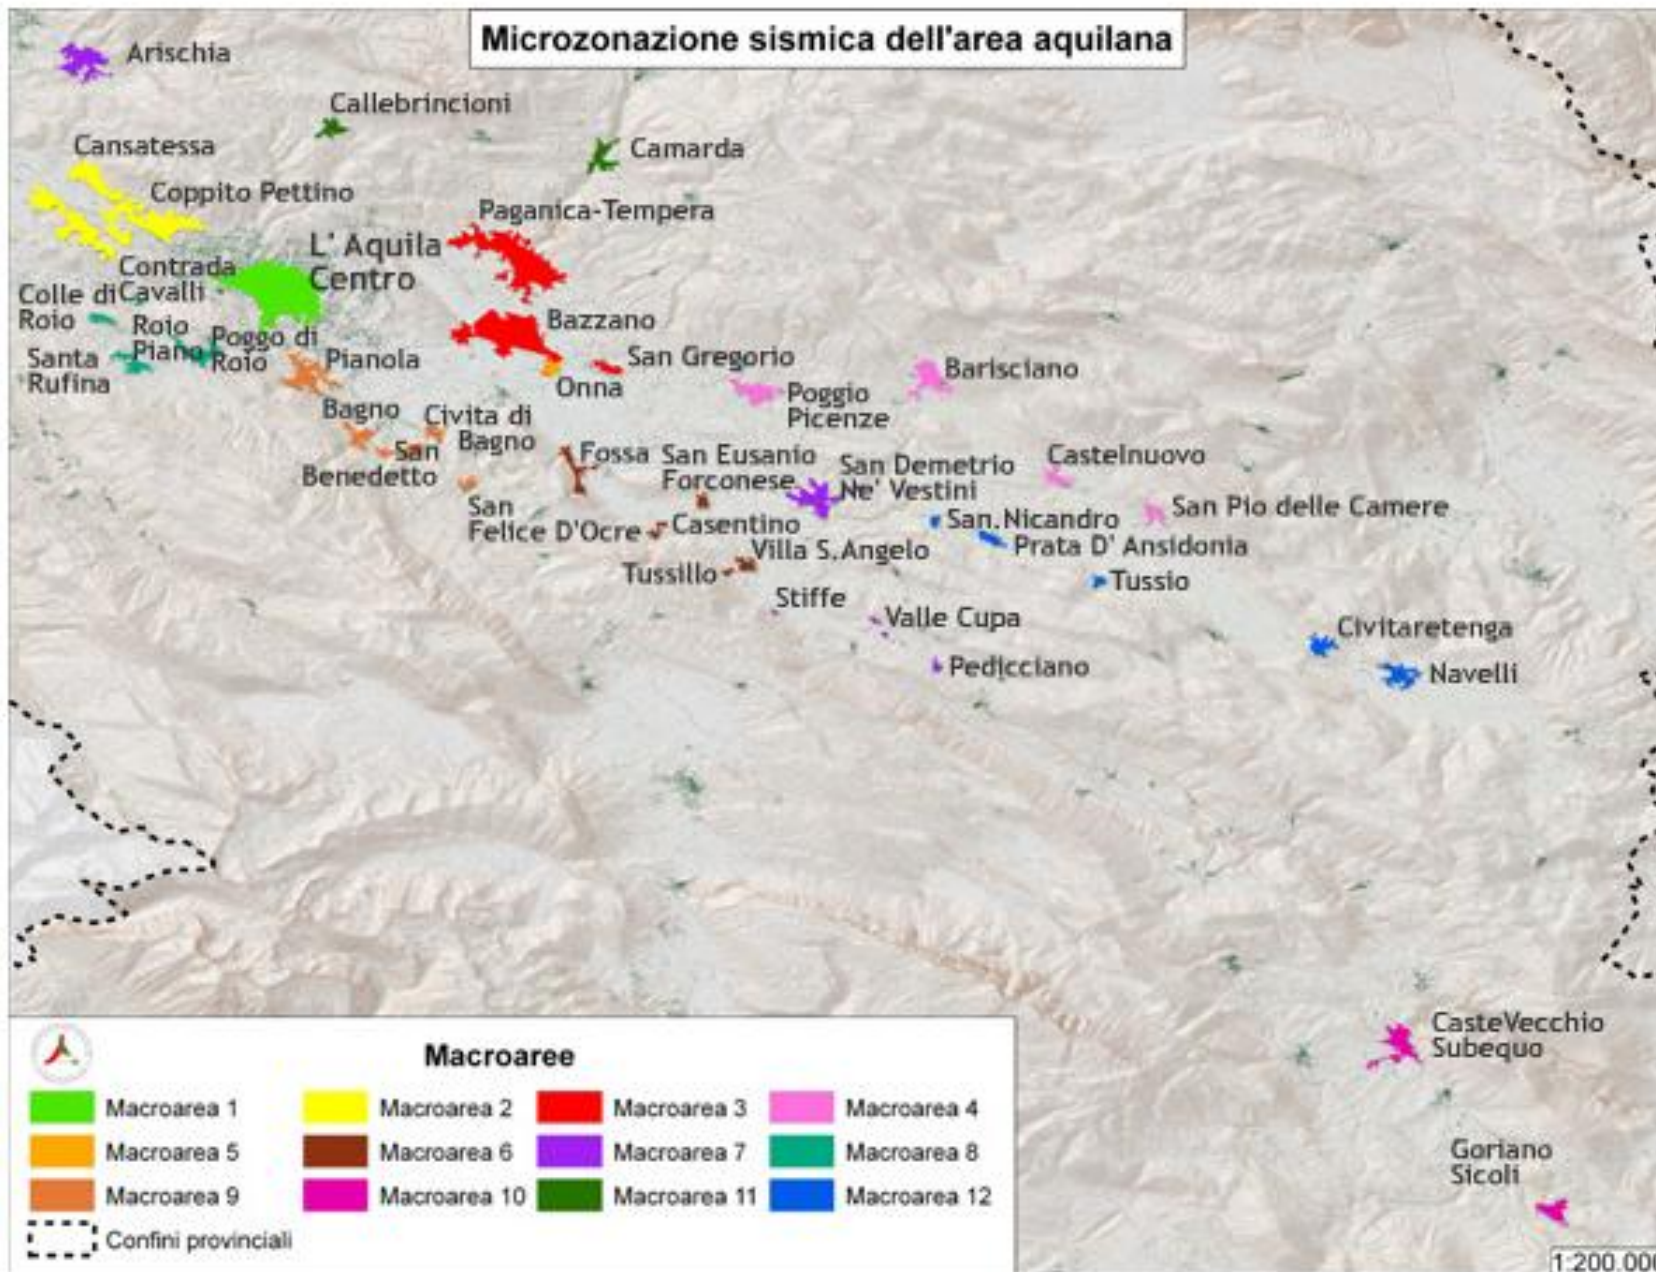 Microzonazione sismica dell'area aquilana
Arischia
Callebrincioni
Cansatessa
Camarda
Coppito Pettino
Paganica-Tempera
L' Aquila
Centro
Contrada
Cavalli
Colle di
Roio
Roio
Piano
Poggo di
Roio
Bazzano
Santa
Rufina
Pianola
San Gregorio
Onna
Barisciano
Poggio
Picenze
Bagno
Civita di
Bagno
San
Benedetto
Fossa
San Eusanio
Forconese
San Demetrio
Ne' Vestini
Castelnuovo
San
Felice D'Ocre
Casentino
San.Nicandro
San Pio delle Camere
Prata D' Ansidonia
Villa S.Angelo
Tussillo
Tussio
Stiffe
Valle Cupa
Civitaretenga
Pedicciano
Navelli
CasteVecchio
Subequo
Goriano
Sicoli
Macroaree
Macroarea 1
Macroarea 2
Macroarea 3
Macroarea 4
Macroarea 5
Macroarea 6
Macroarea 7
Macroarea 8
Macroarea 9
Macroarea 10
Macroarea 11
Macroarea 12
Confini provinciali
1:200.000